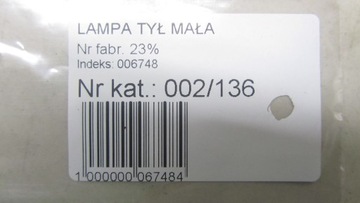 LAMPA TYŁ MAŁA
Nr fabr. 23%
Indeks: 006748
Nr kat.: 002/136
1 000000 067484